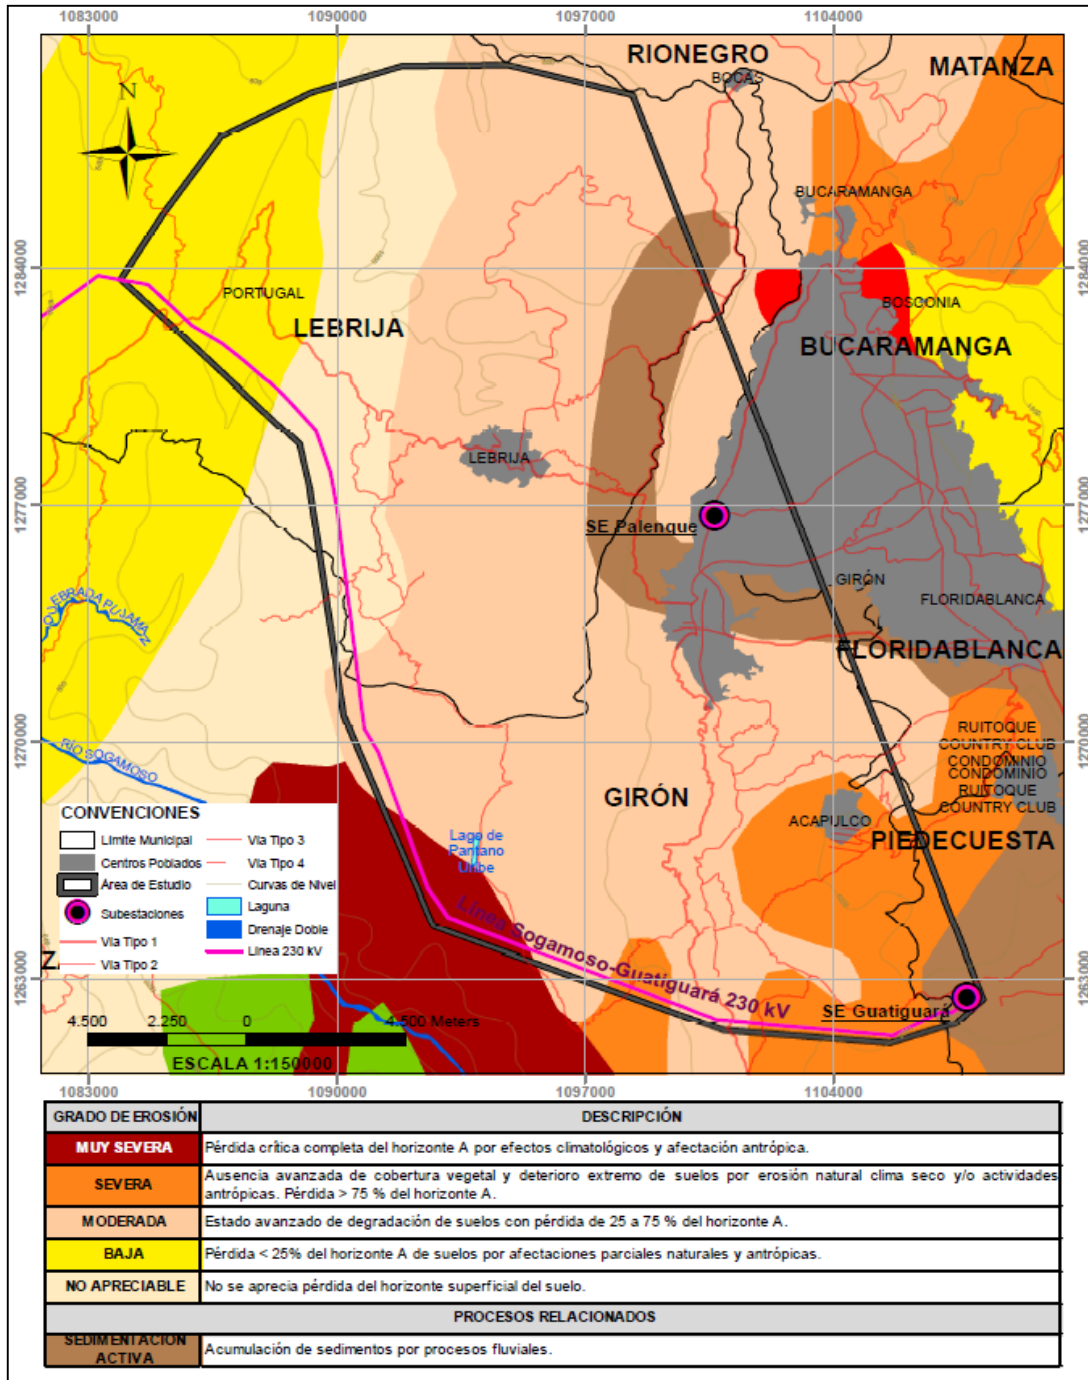 1083000 1090000 1097000 1104000
RIONEGRO
MATANZA
BOCAS
N
BUCARAMANGA
1284000 1284000
PORTUGAL
BOSCONIA
LEBRIJA
BUCARAMANGA
LEBRIJA
1277000 1277000
SE Palenque
GIRÓN
QUEBRADA PUJAMA
FLORIDABLANCA
FLORIDABLANCA
RUITOQUE
COUNTRY CLUB
CONDOMINIO
CONDOMINIO
RUITOQUE
COUNTRY CLUB
1270000 1270000
RÍO SOGAMOSO
GIRÓN
ACAPULCO
PIEDECUESTA
Lago de
Pantano
Uribe
CONVENCIONES
Límite Municipal
Centros Poblados
Área de Estudio
Subestaciones
Vía Tipo 1
Vía Tipo 2
Vía Tipo 3
Vía Tipo 4
Curvas de Nivel
Laguna
Drenaje Doble
Línea 230 kV
Línea Sogamoso-Guatiguará 230 kV
SE Guatiguará
1263000 1263000
4.500 2.250 0 4.500 Meters
ESCALA 1:150000
1083000 1090000 1097000 1104000
GRADO DE EROSIÓN DESCRIPCIÓN
MUY SEVERA Pérdida crítica completa del horizonte A por efectos climatológicos y afectación antrópica.
SEVERA Ausencia avanzada de cobertura vegetal y deterioro extremo de suelos por erosión natural clima seco y/o actividades
antrópicas. Pérdida > 75 % del horizonte A.
MODERADA Estado avanzado de degradación de suelos con pérdida de 25 a 75 % del horizonte A.
BAJA Pérdida < 25% del horizonte A de suelos por afectaciones parciales naturales y antrópicas.
NO APRECIABLE No se aprecia pérdida del horizonte superficial del suelo.
PROCESOS RELACIONADOS
SEDIMENTACIÓN
ACTIVA Acumulación de sedimentos por procesos fluviales.